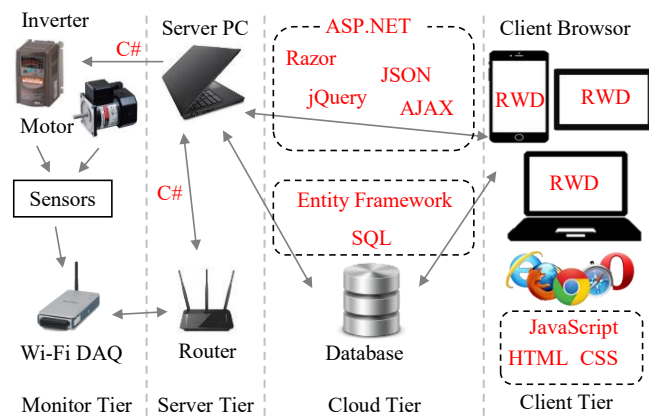 Inverter
C#
Motor
Sensors
Wi-Fi DAQ
Monitor Tier
Server PC
C#
Router
Server Tier
ASP.NET
Razor
JSON
jQuery
AJAX
Entity Framework
SQL
Database
Cloud Tier
Client Browsor
RWD
RWD
RWD
JavaScript
HTML CSS
Client Tier